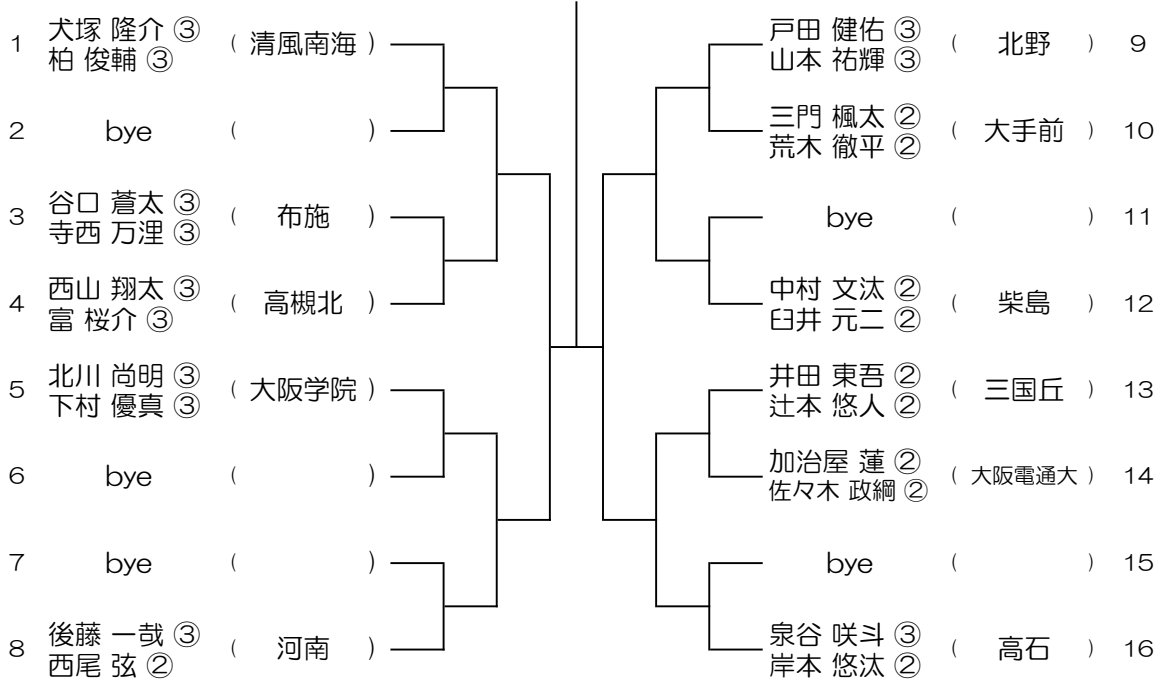 1 犬塚 隆介 ③ ( 清風南海 )
柏 俊輔 ③
2 bye ( )
3 谷口 蒼太 ③ ( 布施 )
寺西 万浬 ③
4 西山 翔太 ③ ( 高槻北 )
富 桜介 ③
5 北川 尚明 ③ ( 大阪学院 )
下村 優真 ③
6 bye ( )
7 bye ( )
8 後藤 一哉 ③ ( 河南 )
西尾 弦 ②
戸田 健佑 ③ ( 北野 ) 9
山本 祐輝 ③
三門 楓太 ② ( 大手前 ) 10
荒木 徹平 ②
bye ( ) 11
中村 文汰 ② ( 柴島 ) 12
臼井 元二 ②
井田 東吾 ② ( 三国丘 ) 13
辻本 悠人 ②
加治屋 蓮 ② ( 大阪電通大 ) 14
佐々木 政綱 ②
bye ( ) 15
泉谷 咲斗 ③ ( 高石 ) 16
岸本 悠汰 ②